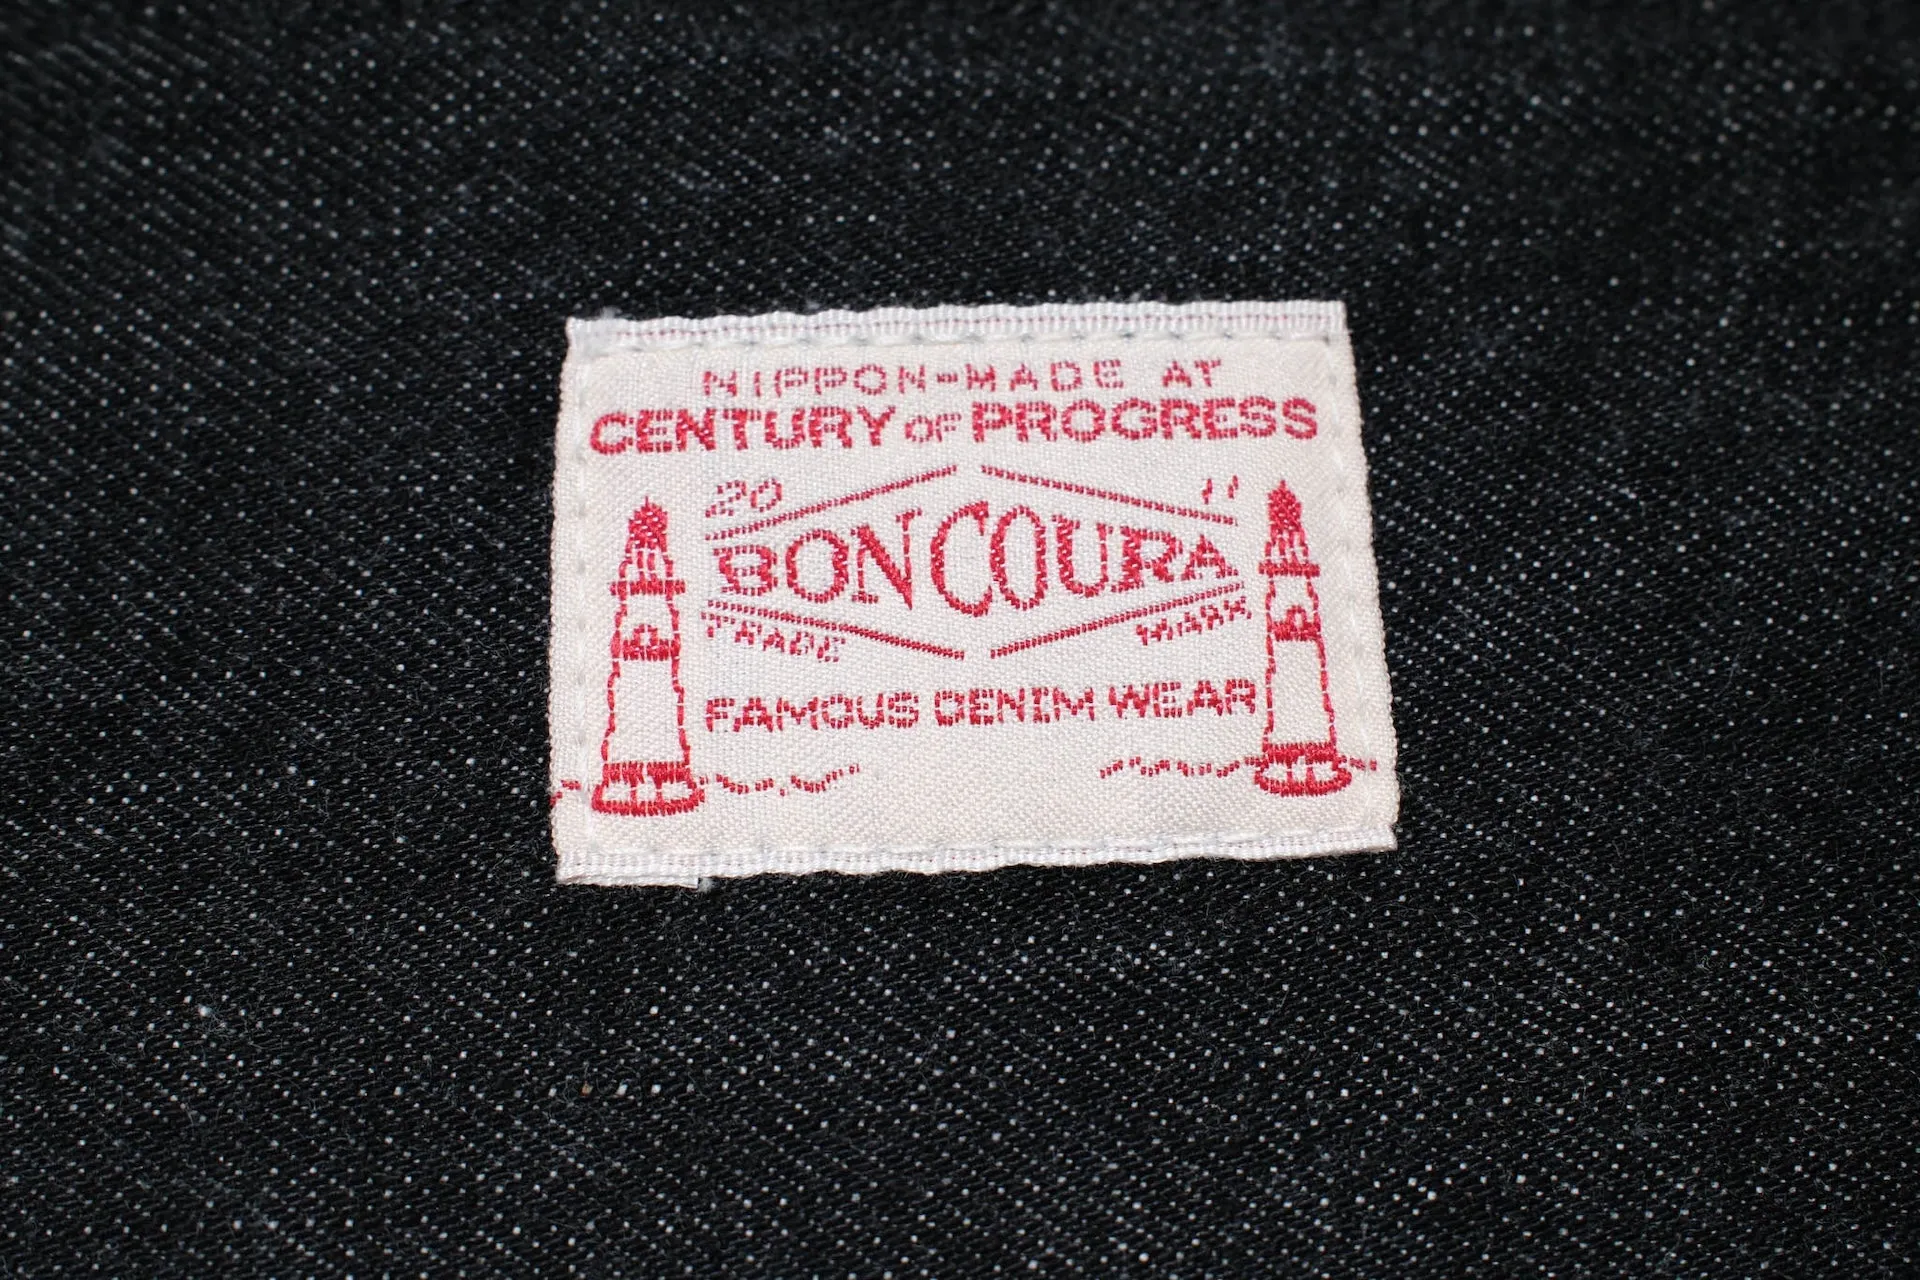 NIPPON-MADE AT
CENTURY OF PROGRESS
20 11
BONCOURA
TRADE MARK
FAMOUS DENIM WEAR